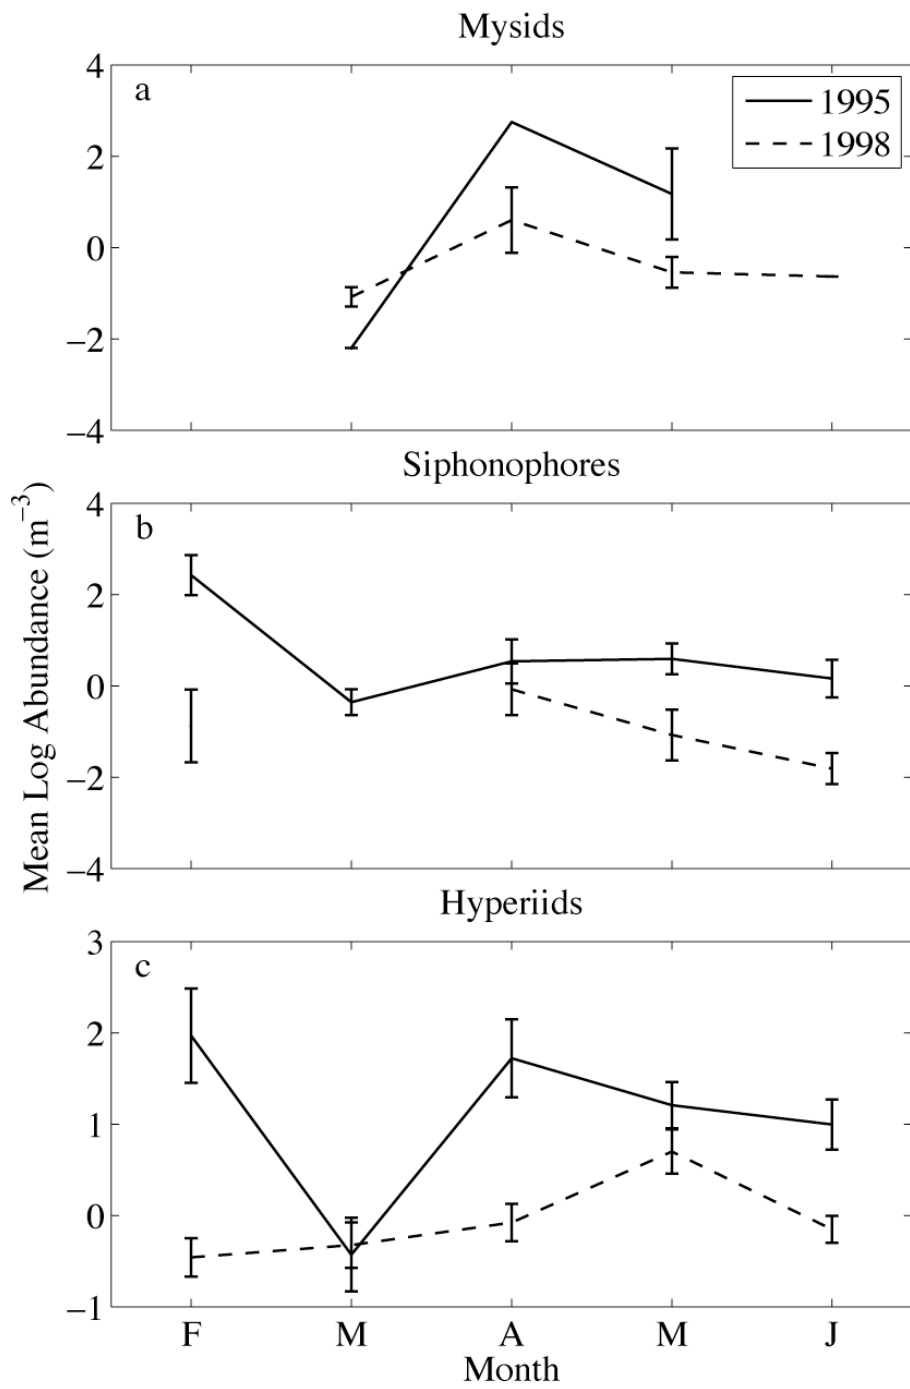 Mysids
a
1995
1998
4
2
0
−2
−4
Siphonophores
b
4
2
0
−2
−4
Mean Log Abundance (m⁻³)
Hyperiids
c
3
2
1
0
−1
F M A M J
Month